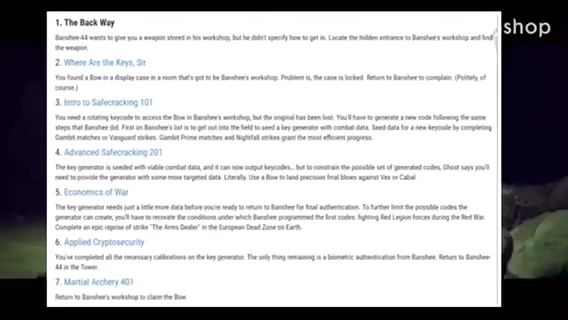 shop
1. The Back Way
Banshee-44 wants to give you a weapon stored in his workshop, but he didn't specify how to get in. Locate the hidden entrance to Banshee's workshop and find
the weapon.
2. Where Are the Keys, Sir
You found a Bow in a display case in a room that's got to be Banshee's workshop. Problem is, the case is locked. Return to Banshee to complain. (Politely, of
course.)
3. Intro to Safecracking 101
You need a rotating keycode to access the Bow in Banshee's workshop, but the original has been lost. You'll have to generate a new code following the same
steps that Banshee did. First on Banshee's list is to get out into the field to seed a key generator with combat data. Seed data for a new keycode by completing
Gambit matches or Vanguard strikes. Gambit Prime matches and Nightfall strikes grant the most efficient progress.
4. Advanced Safecracking 201
The key generator is seeded with viable combat data, and it can now output keycodes... but to constrain the possible set of generated codes, Ghost says you'll
need to provide the generator with some more targeted data. Literally. Use a Bow to land precision final blows against Vex or Cabal.
5. Economics of War
The key generator needs just a little more data before you're ready to return to Banshee for final authentication. To further limit the possible codes the
generator can create, you'll have to recreate the conditions under which Banshee programmed the first codes: fighting Red Legion forces during the Red War.
Complete an epic reprise of strike "The Arms Dealer" in the European Dead Zone on Earth.
6. Applied Cryptosecurity
You've completed all the necessary calibrations on the key generator. The only thing remaining is a biometric authentication from Banshee. Return to Banshee-
44 in the Tower.
7. Martial Archery 401
Return to Banshee's workshop to claim the Bow.